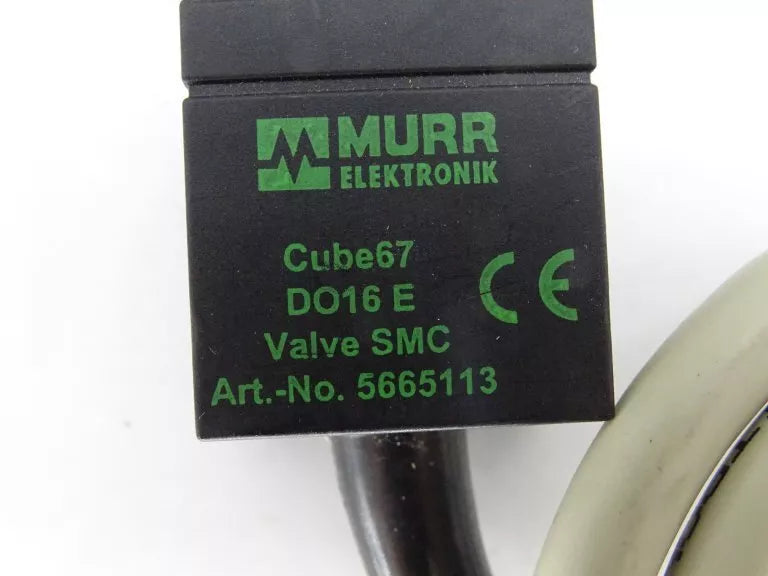 MURR
ELEKTRONIK
Cube67
DO16 E
Valve SMC
Art.-No. 5665113
CE